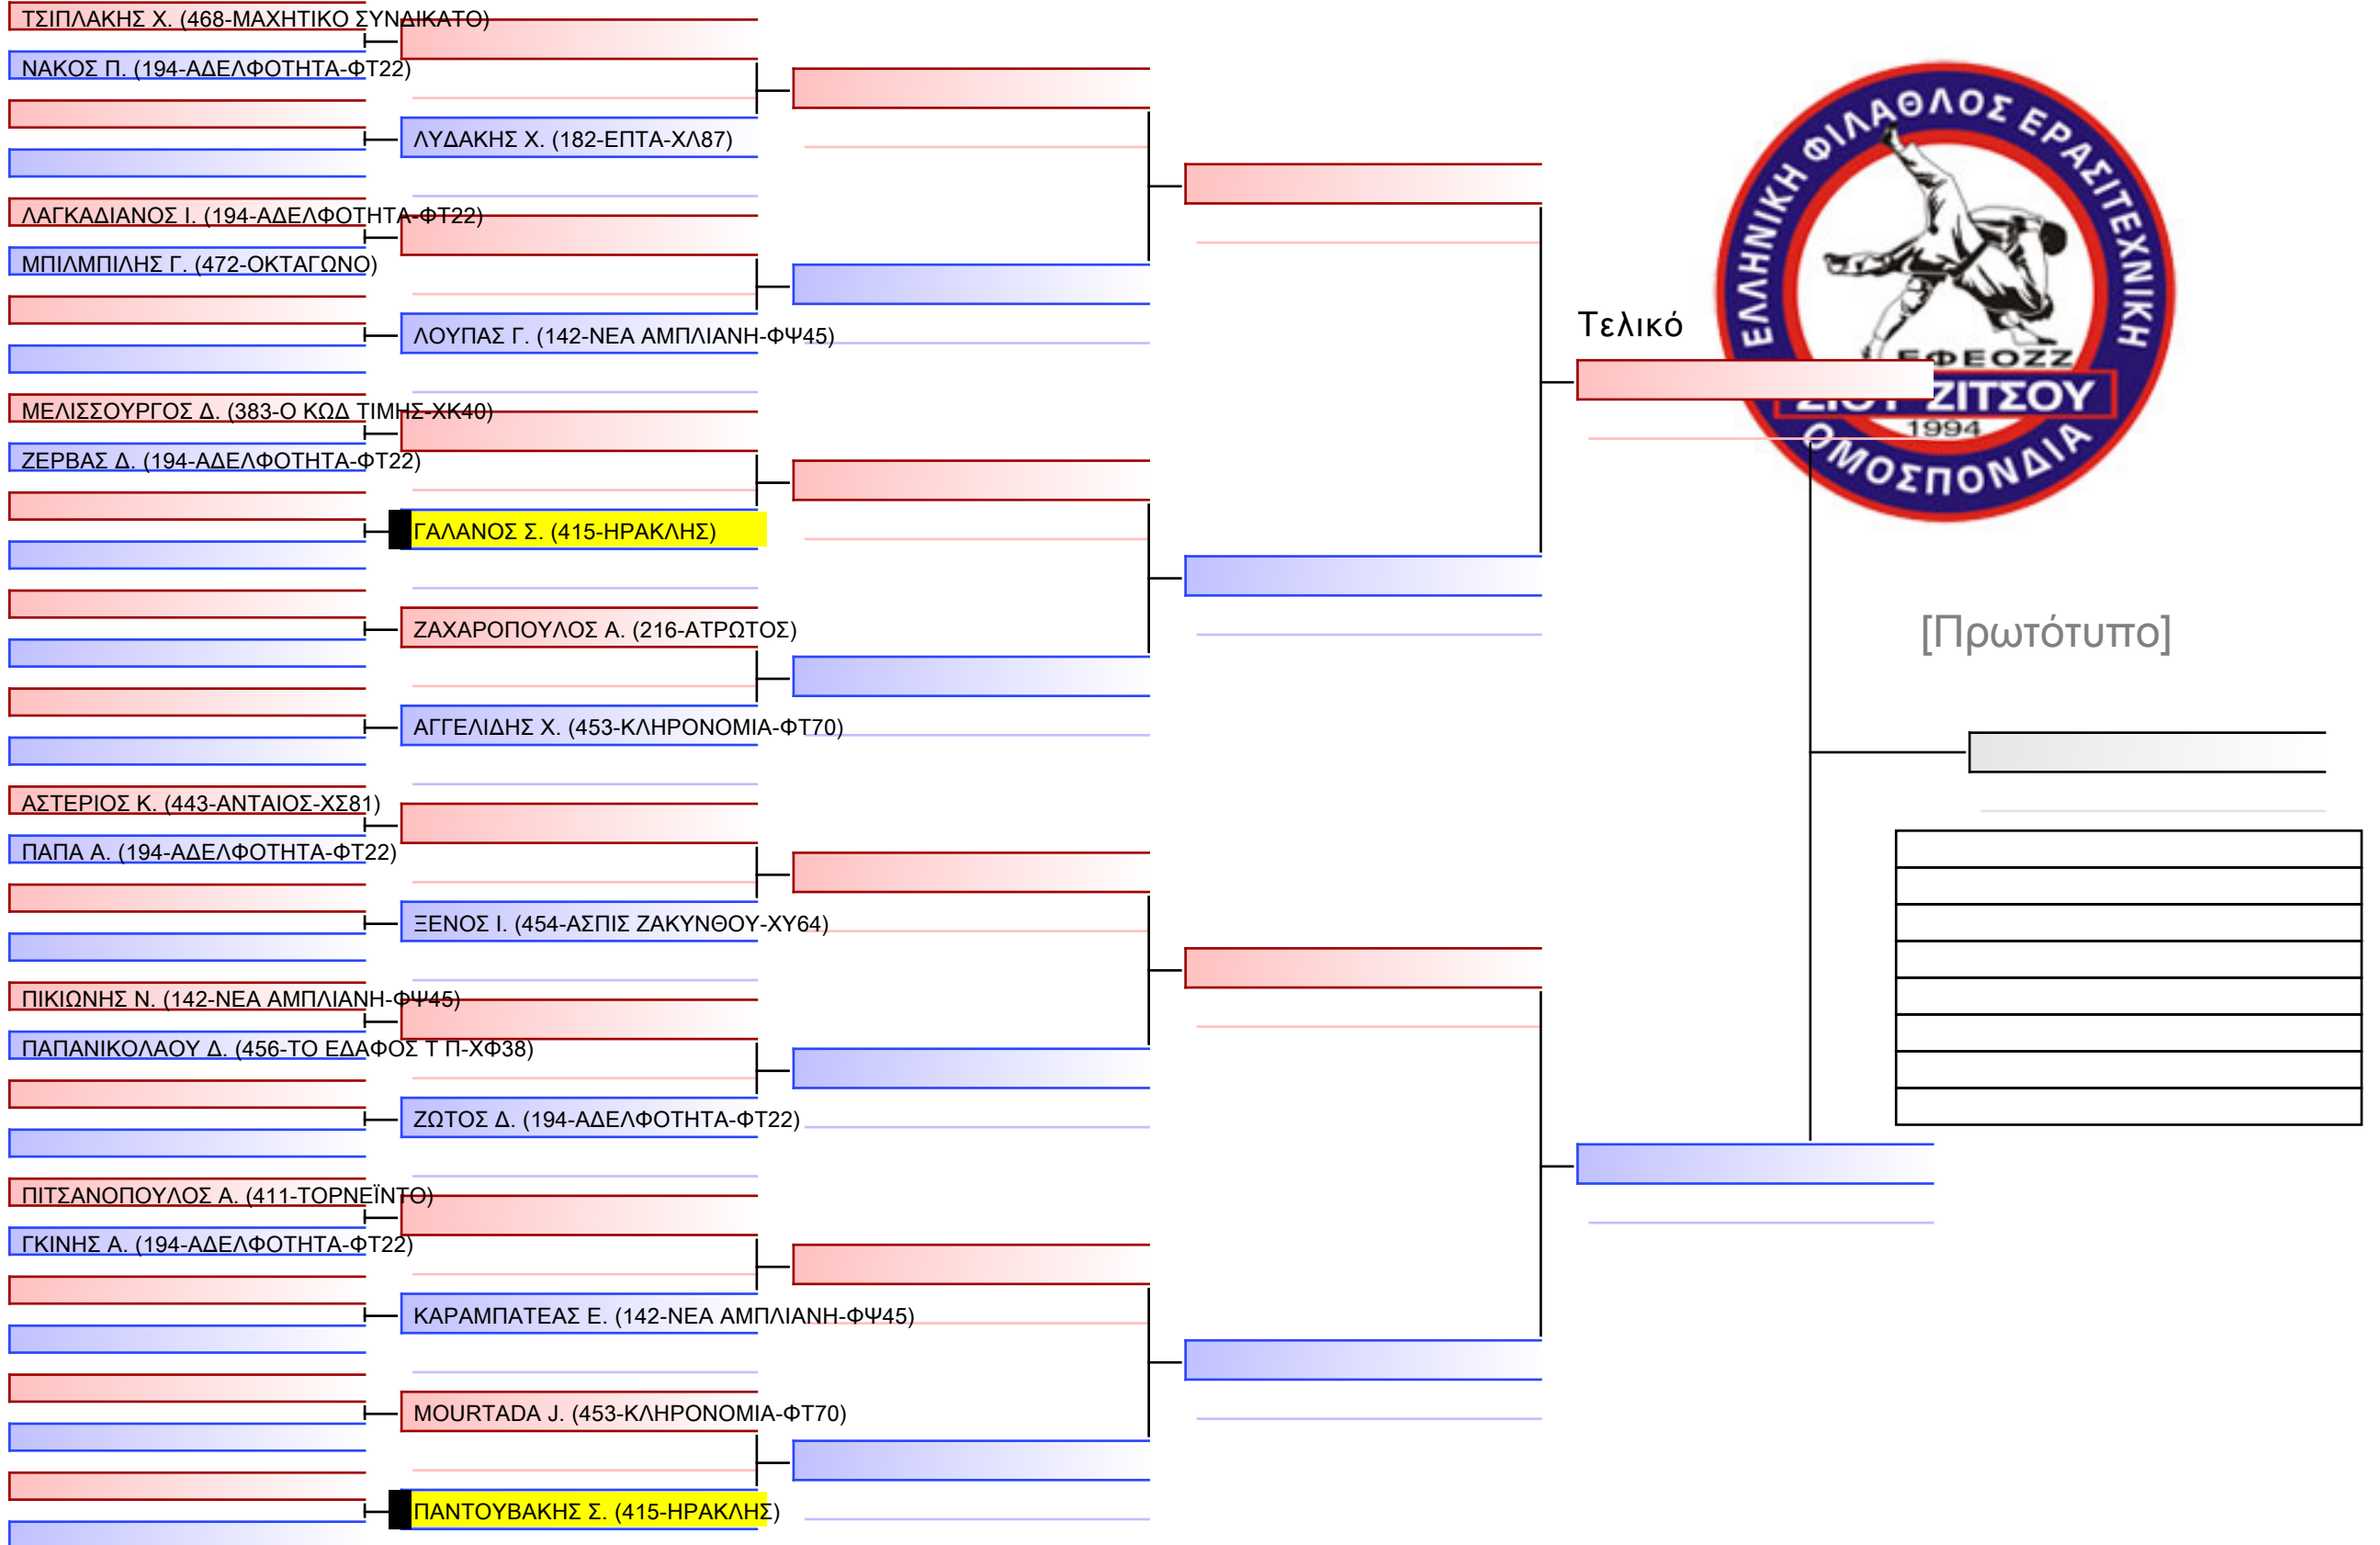 ΤΣΙΠΛΑΚΗΣ Χ. (468-ΜΑΧΗΤΙΚΟ ΣΥΝΔΙΚΑΤΟ)
ΝΑΚΟΣ Π. (194-ΑΔΕΛΦΟΤΗΤΑ-ΦΤ22)
ΛΥΔΑΚΗΣ Χ. (182-ΕΠΤΑ-ΧΛ87)
ΛΑΓΚΑΔΙΑΝΟΣ Ι. (194-ΑΔΕΛΦΟΤΗΤΑ-ΦΤ22)
ΜΠΙΛΜΠΙΛΗΣ Γ. (472-ΟΚΤΑΓΩΝΟ)
ΛΟΥΠΑΣ Γ. (142-ΝΕΑ ΑΜΠΛΙΑΝΗ-ΦΨ45)
ΜΕΛΙΣΣΟΥΡΓΟΣ Δ. (383-Ο ΚΩΔ ΤΙΜΗΣ-ΧΚ40)
ΖΕΡΒΑΣ Δ. (194-ΑΔΕΛΦΟΤΗΤΑ-ΦΤ22)
ΓΑΛΑΝΟΣ Σ. (415-ΗΡΑΚΛΗΣ)
ΖΑΧΑΡΟΠΟΥΛΟΣ Α. (216-ΑΤΡΩΤΟΣ)
ΑΓΓΕΛΙΔΗΣ Χ. (453-ΚΛΗΡΟΝΟΜΙΑ-ΦΤ70)
ΑΣΤΕΡΙΟΣ Κ. (443-ΑΝΤΑΙΟΣ-ΧΣ81)
ΠΑΠΑ Α. (194-ΑΔΕΛΦΟΤΗΤΑ-ΦΤ22)
ΞΕΝΟΣ Ι. (454-ΑΣΠΙΣ ΖΑΚΥΝΘΟΥ-ΧΥ64)
ΠΙΚΙΩΝΗΣ Ν. (142-ΝΕΑ ΑΜΠΛΙΑΝΗ-ΦΨ45)
ΠΑΠΑΝΙΚΟΛΑΟΥ Δ. (456-ΤΟ ΕΔΑΦΟΣ Τ Π-ΧΦ38)
ΖΩΤΟΣ Δ. (194-ΑΔΕΛΦΟΤΗΤΑ-ΦΤ22)
ΠΙΤΣΑΝΟΠΟΥΛΟΣ Α. (411-ΤΟΡΝΕΪΝΤΟ)
ΓΚΙΝΗΣ Α. (194-ΑΔΕΛΦΟΤΗΤΑ-ΦΤ22)
ΚΑΡΑΜΠΑΤΕΑΣ Ε. (142-ΝΕΑ ΑΜΠΛΙΑΝΗ-ΦΨ45)
MOURTADA J. (453-ΚΛΗΡΟΝΟΜΙΑ-ΦΤ70)
ΠΑΝΤΟΥΒΑΚΗΣ Σ. (415-ΗΡΑΚΛΗΣ)
Τελικό
ΕΛΛΗΝΙΚΗ ΦΙΛΑΘΛΟΣ ΕΡΑΣΙΤΕΧΝΙΚΗ
ΕΦΕΟΖΖ
ΖΙΤΣΟΥ
1994
ΟΜΟΣΠΟΝΔΙΑ
[Πρωτότυπο]